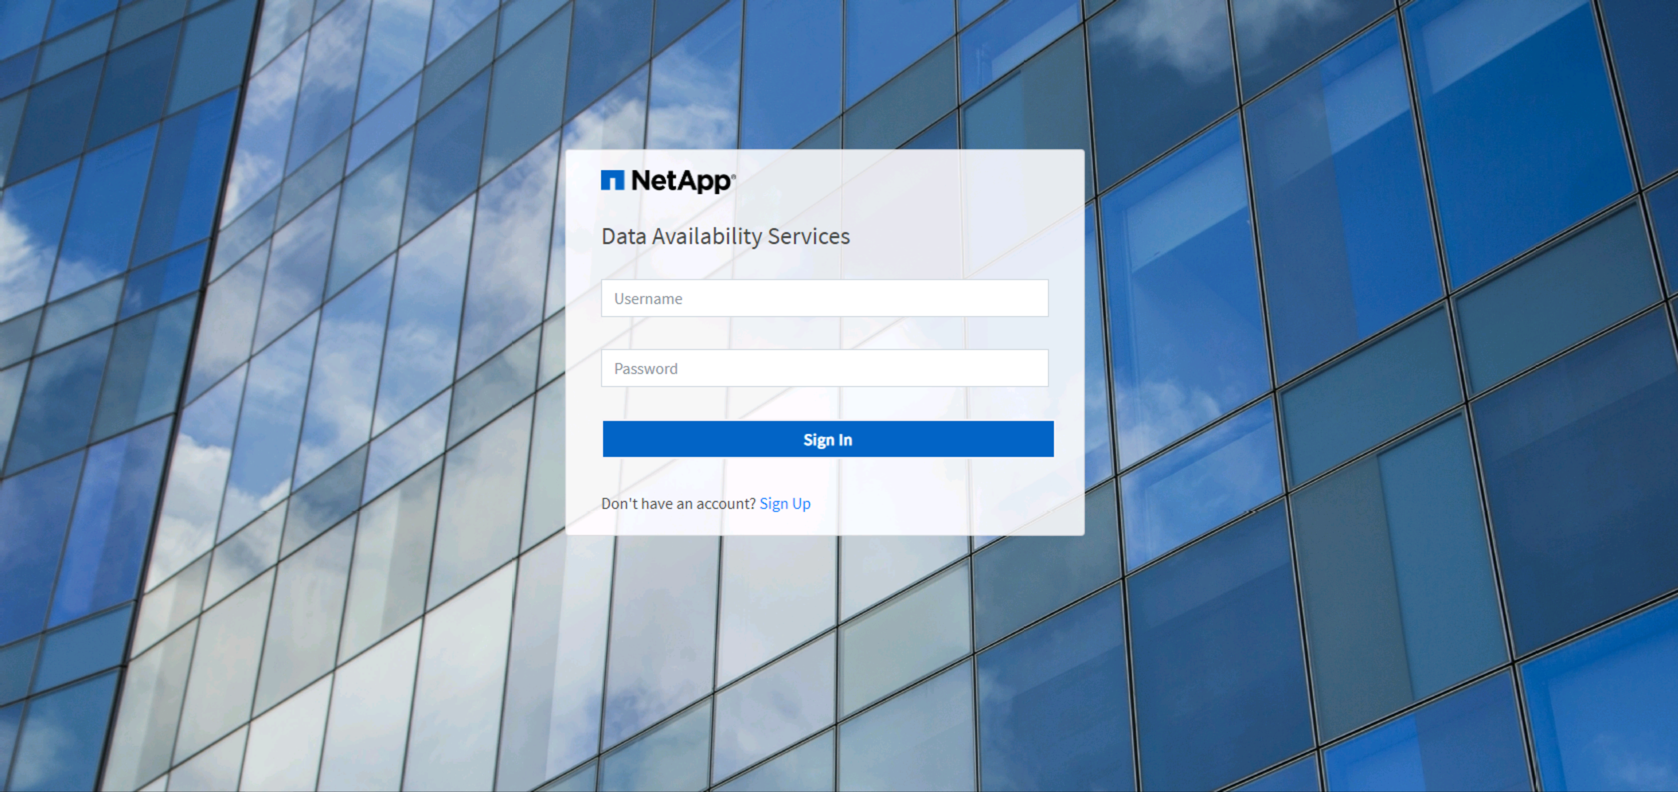 NetApp®
Data Availability Services
Username
Password
Sign In
Don't have an account? Sign Up